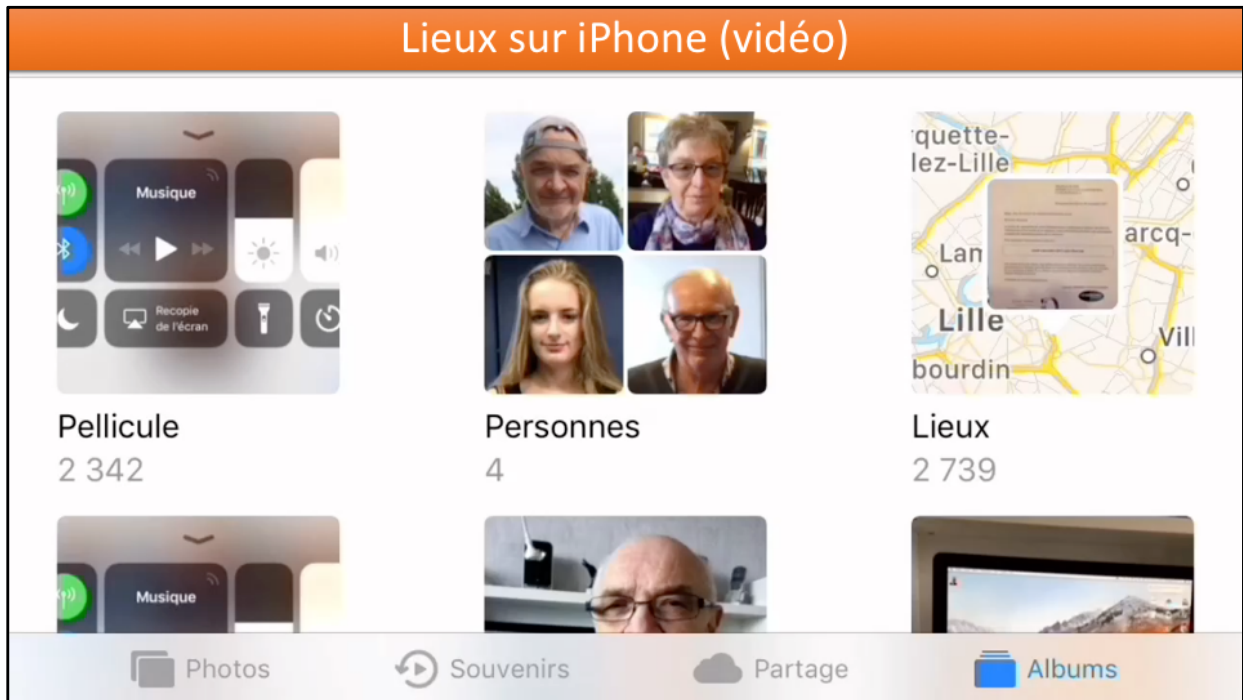 Lieux sur iPhone (vidéo)
Musique
Recopie
de l'écran
quette-
lez-Lille
arcq-
Lan
Lille
Vill
bourdin
Pellicule
2 342
Personnes
4
Lieux
2 739
Musique
Photos
Souvenirs
Partage
Albums